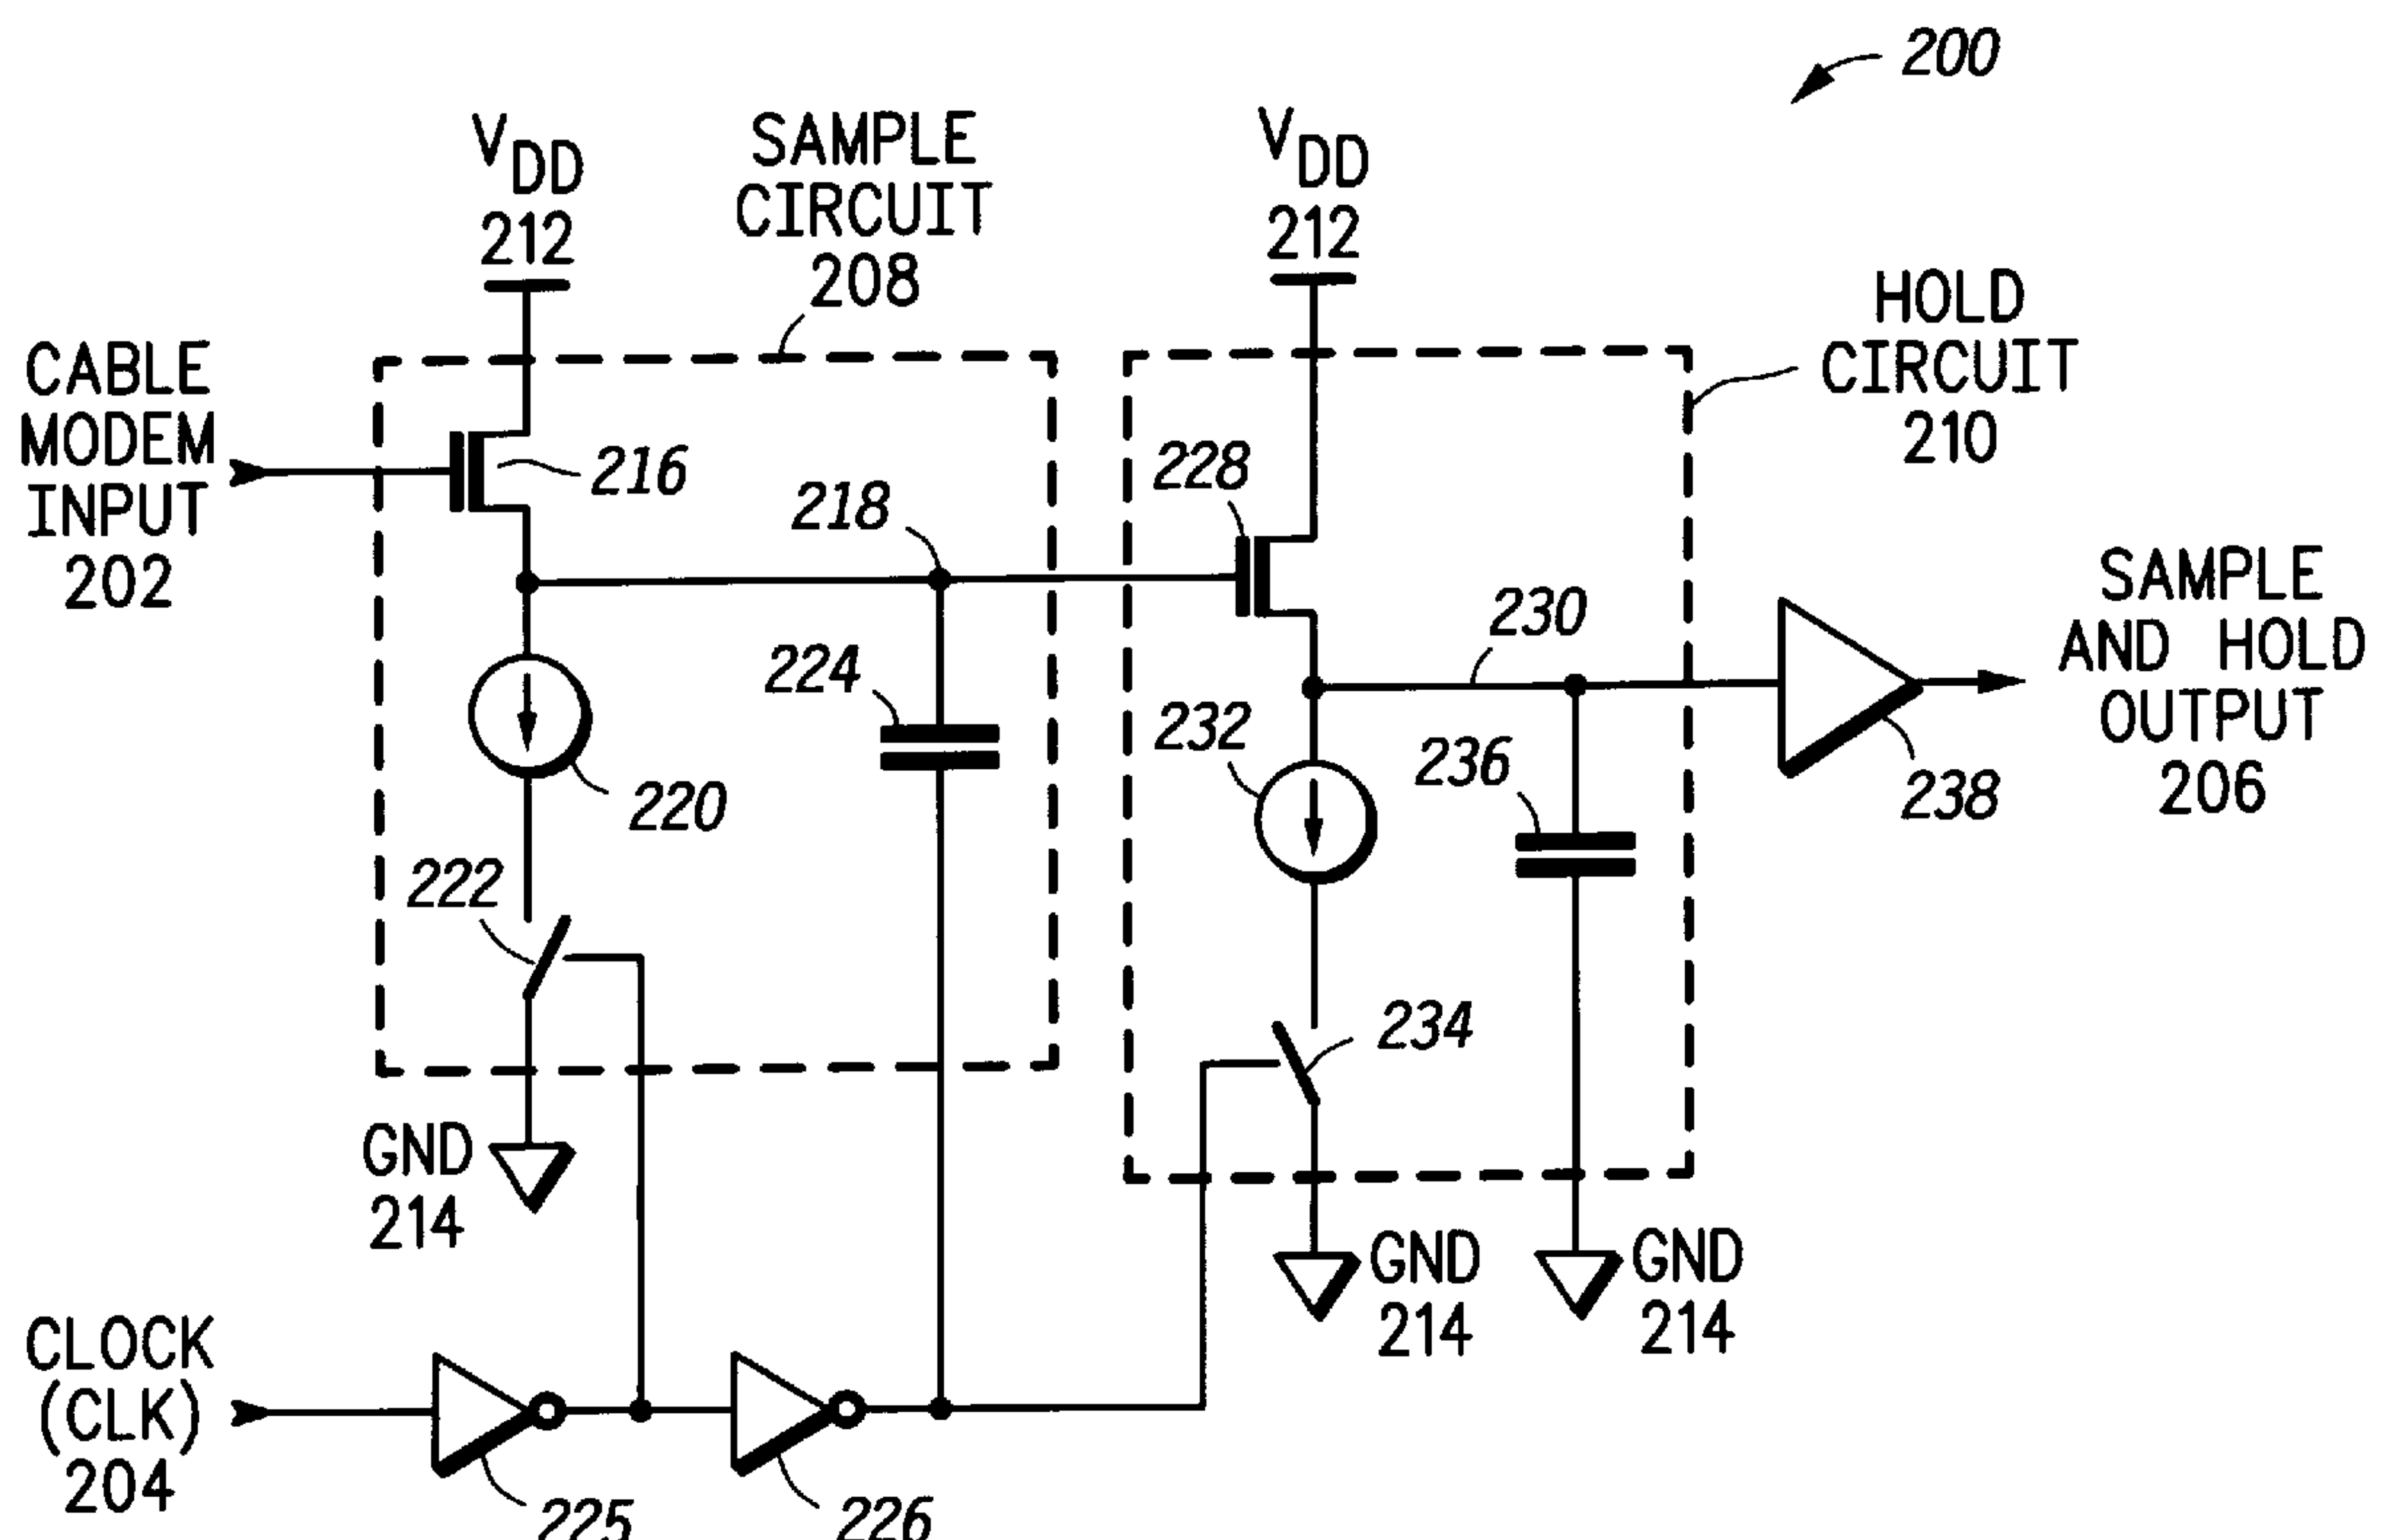 200
VDD
212
SAMPLE
CIRCUIT
208
VDD
212
HOLD
CIRCUIT
210
CABLE
MODEM
INPUT
202
216
218
228
230
SAMPLE
AND HOLD
OUTPUT
206
224
220
232
236
238
222
234
GND
214
GND
214
GND
214
CLOCK
(CLK)
204
225
226